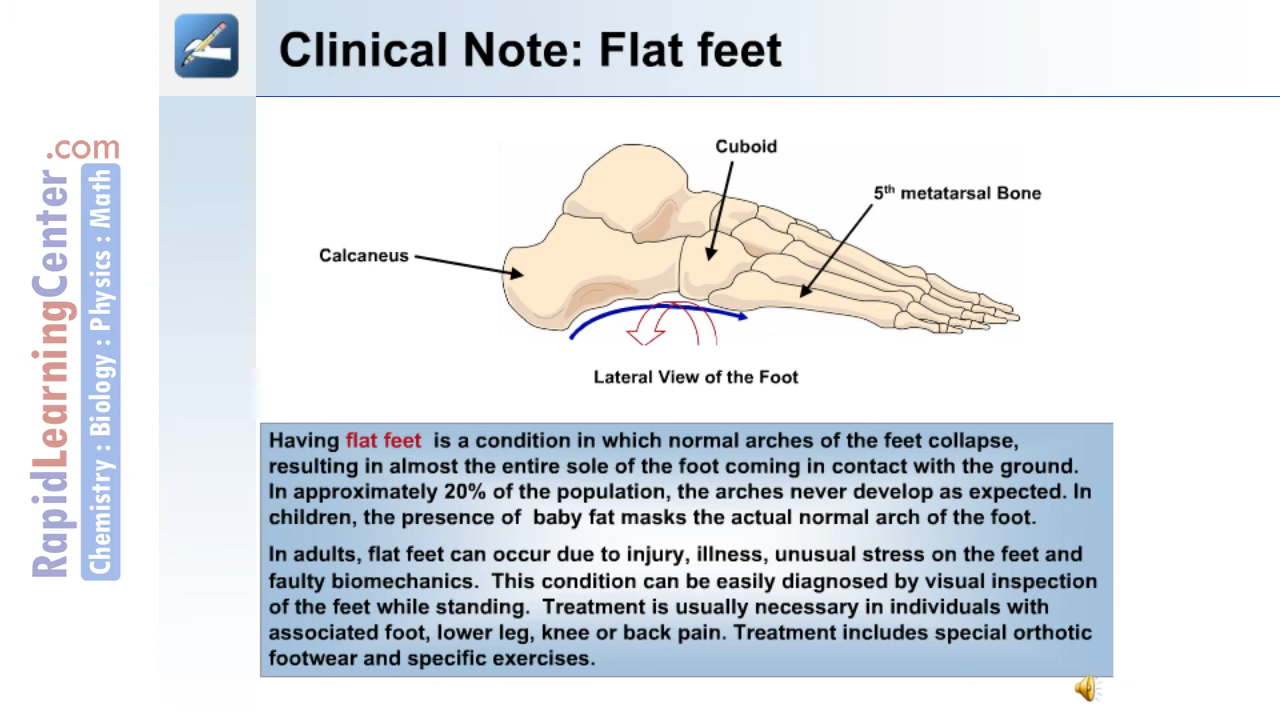 Clinical Note: Flat feet
RapidLearningCenter.com
Chemistry : Biology : Physics : Math
Cuboid
5th metatarsal Bone
Calcaneus
Lateral View of the Foot
Having flat feet is a condition in which normal arches of the feet collapse,
resulting in almost the entire sole of the foot coming in contact with the ground.
In approximately 20% of the population, the arches never develop as expected. In
children, the presence of baby fat masks the actual normal arch of the foot.
In adults, flat feet can occur due to injury, illness, unusual stress on the feet and
faulty biomechanics. This condition can be easily diagnosed by visual inspection
of the feet while standing. Treatment is usually necessary in individuals with
associated foot, lower leg, knee or back pain. Treatment includes special orthotic
footwear and specific exercises.